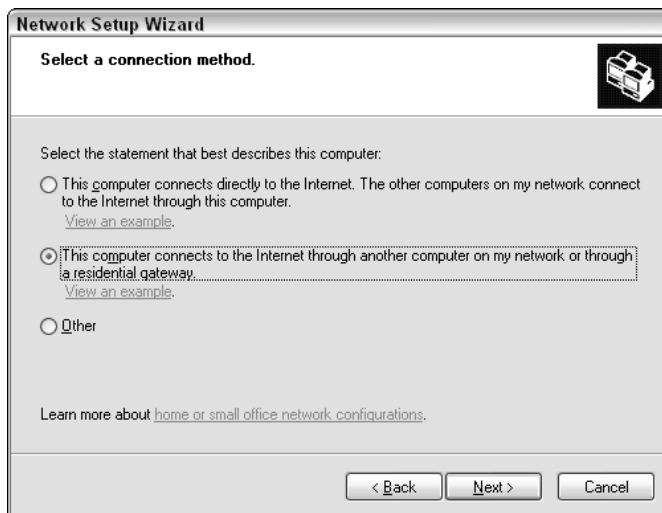 Network Setup Wizard
Select a connection method.
Select the statement that best describes this computer:
This computer connects directly to the Internet. The other computers on my network connect
to the Internet through this computer.
View an example.
This computer connects to the Internet through another computer on my network or through
a residential gateway.
View an example.
Other
Learn more about home or small office network configurations.
< Back Next > Cancel